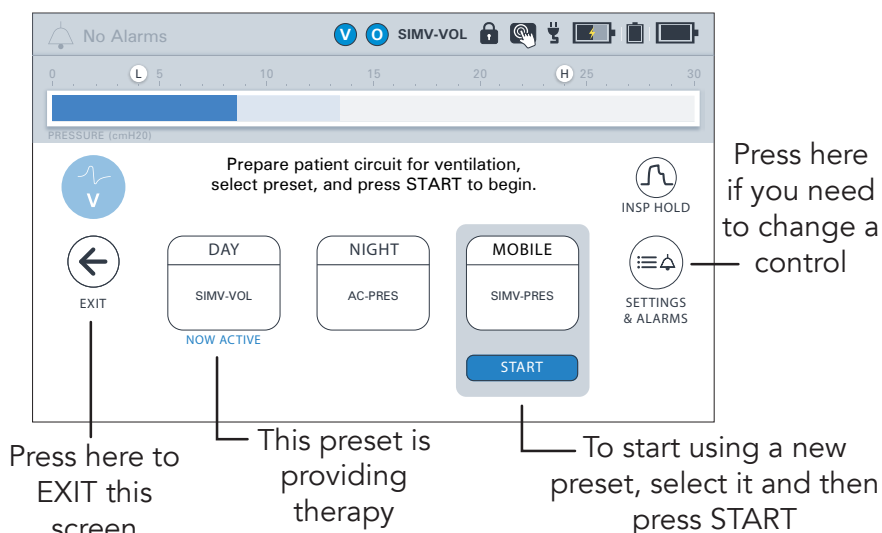 No Alarms
V O SIMV-VOL
0 L 5 10 15 20 H 25 30
PRESSURE (cmH20)
Prepare patient circuit for ventilation,
select preset, and press START to begin.
V
INSP HOLD
Press here
if you need
to change a
control
EXIT
DAY
SIMV-VOL
NOW ACTIVE
NIGHT
AC-PRES
MOBILE
SIMV-PRES
START
SETTINGS
& ALARMS
Press here to
EXIT this
screen
This preset is
providing
therapy
To start using a new
preset, select it and then
press START